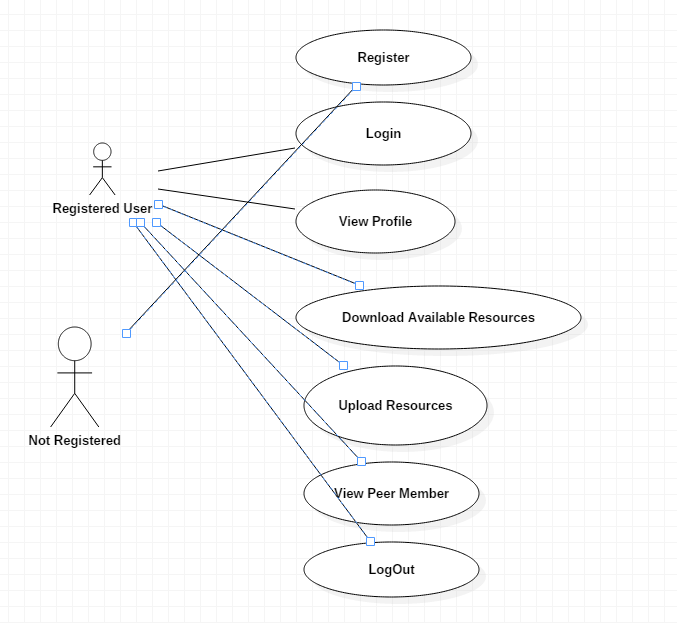 Register
Login
Registered User
View Profile
Download Available Resources
Upload Resources
Not Registered
View Peer Member
LogOut